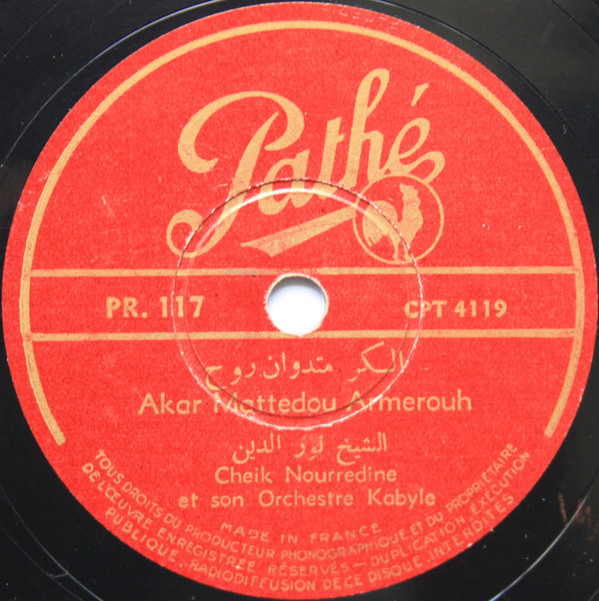 Pathé
PR. 117
CPT 4119
الكر متدوان روح
Akar Mattedou Armerouh
الشيخ نور الدين
Cheik Nourredine
et son Orchestre Kabyle
MADE IN FRANCE
TOUS DROITS DU PRODUCTEUR PHONOGRAPHIQUE ET DU PROPRIÉTAIRE
DE L'ŒUVRE ENREGISTRÉE RÉSERVÉS - DUPLICATION, EXÉCUTION
PUBLIQUE, RADIODIFFUSION DE CE DISQUE INTERDITES